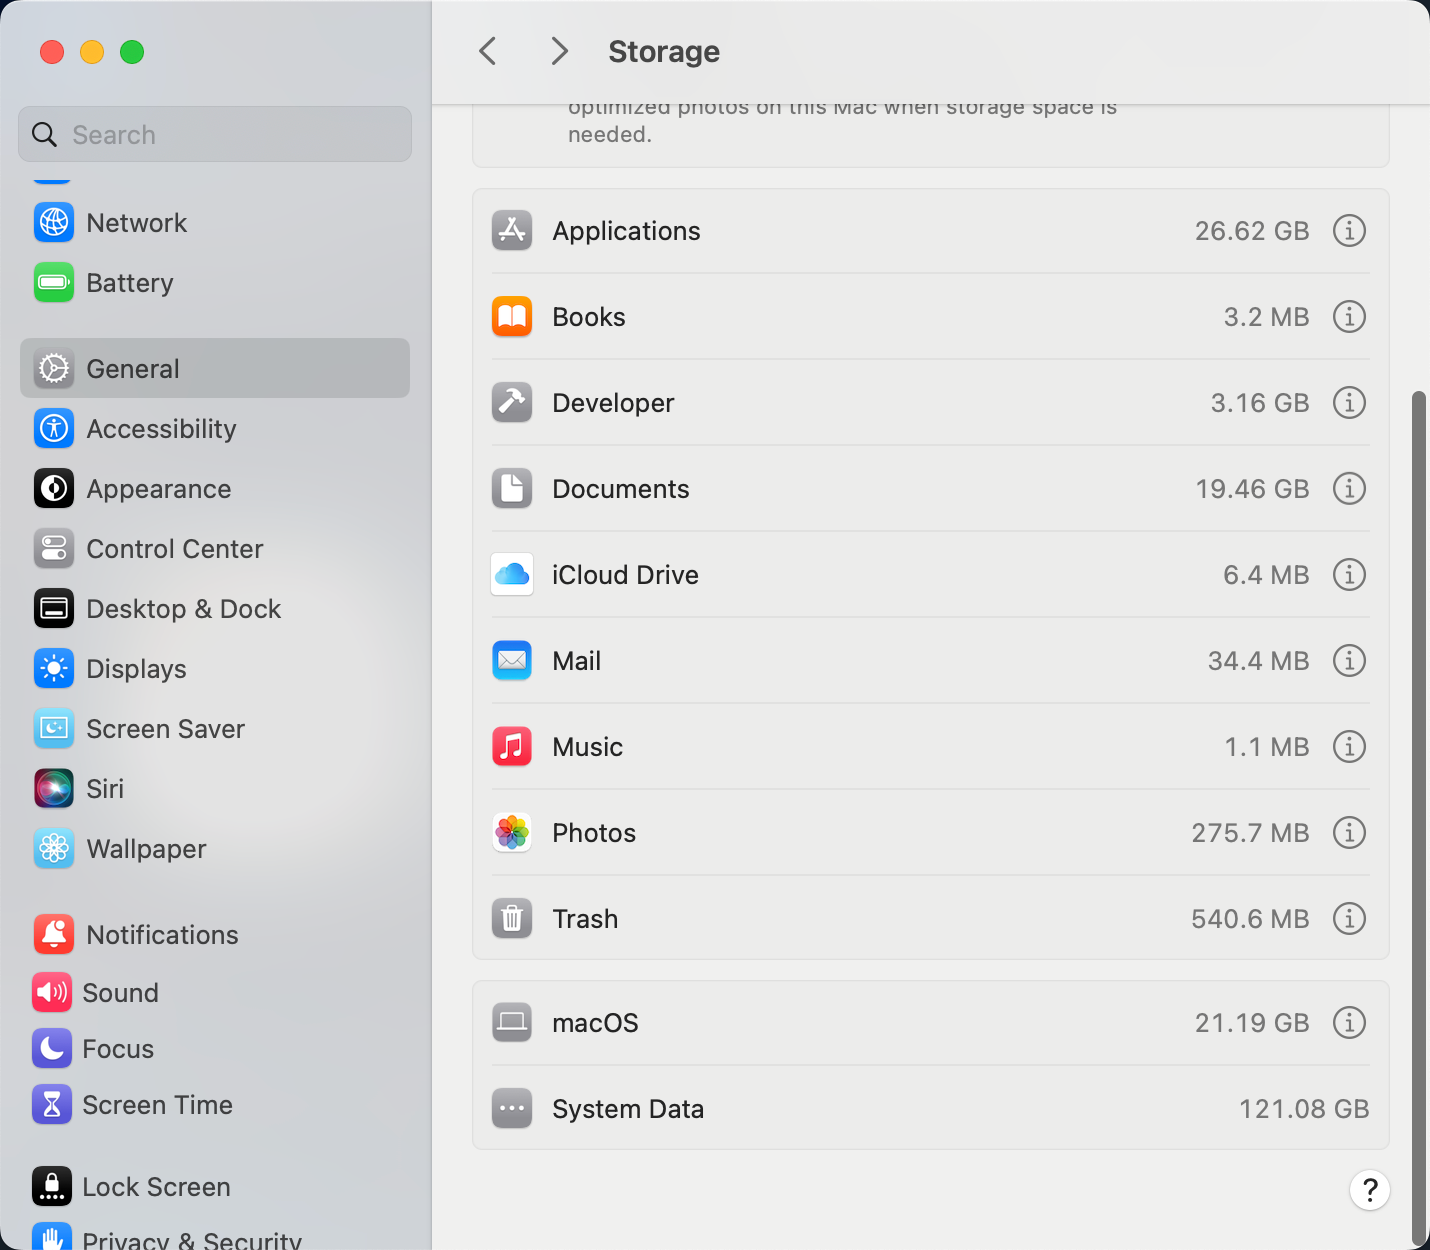 Storage
Search
Network
Battery
General
Accessibility
Appearance
Control Center
Desktop & Dock
Displays
Screen Saver
Siri
Wallpaper
Notifications
Sound
Focus
Screen Time
Lock Screen
Privacy & Security
optimized photos on this Mac when storage space is
needed.
Applications 26.62 GB
Books 3.2 MB
Developer 3.16 GB
Documents 19.46 GB
iCloud Drive 6.4 MB
Mail 34.4 MB
Music 1.1 MB
Photos 275.7 MB
Trash 540.6 MB
macOS 21.19 GB
System Data 121.08 GB
?